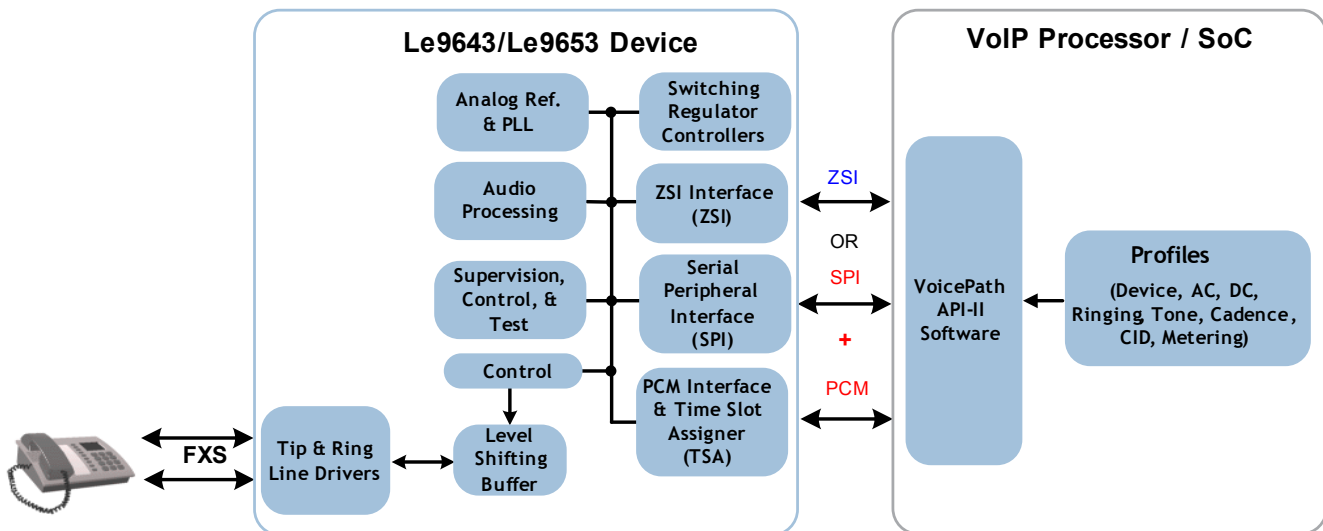 Le9643/Le9653 Device
VoIP Processor / SoC
Analog Ref.
& PLL
Switching
Regulator
Controllers
Audio
Processing
ZSI Interface
(ZSI)
Supervision,
Control, &
Test
Serial
Peripheral
Interface
(SPI)
Control
PCM Interface
& Time Slot
Assigner
(TSA)
Tip & Ring
Line Drivers
Level
Shifting
Buffer
FXS
ZSI
OR
SPI
+
PCM
VoicePath
API-II
Software
Profiles
(Device, AC, DC,
Ringing, Tone, Cadence,
CID, Metering)